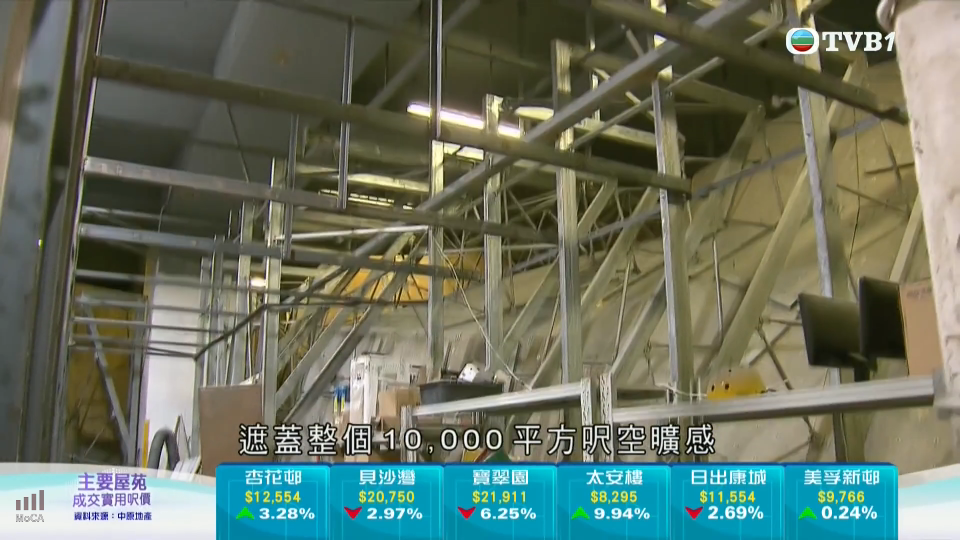 TVB1
遮蓋整個10,000平方呎空曠感
主要屋苑
成交實用呎價
資料來源：中原地產
MoCA
杏花邨
$12,554
3.28%
貝沙灣
$20,750
2.97%
寶翠園
$21,911
6.25%
太安樓
$8,295
9.94%
日出康城
$11,554
2.69%
美孚新邨
$9,766
0.24%